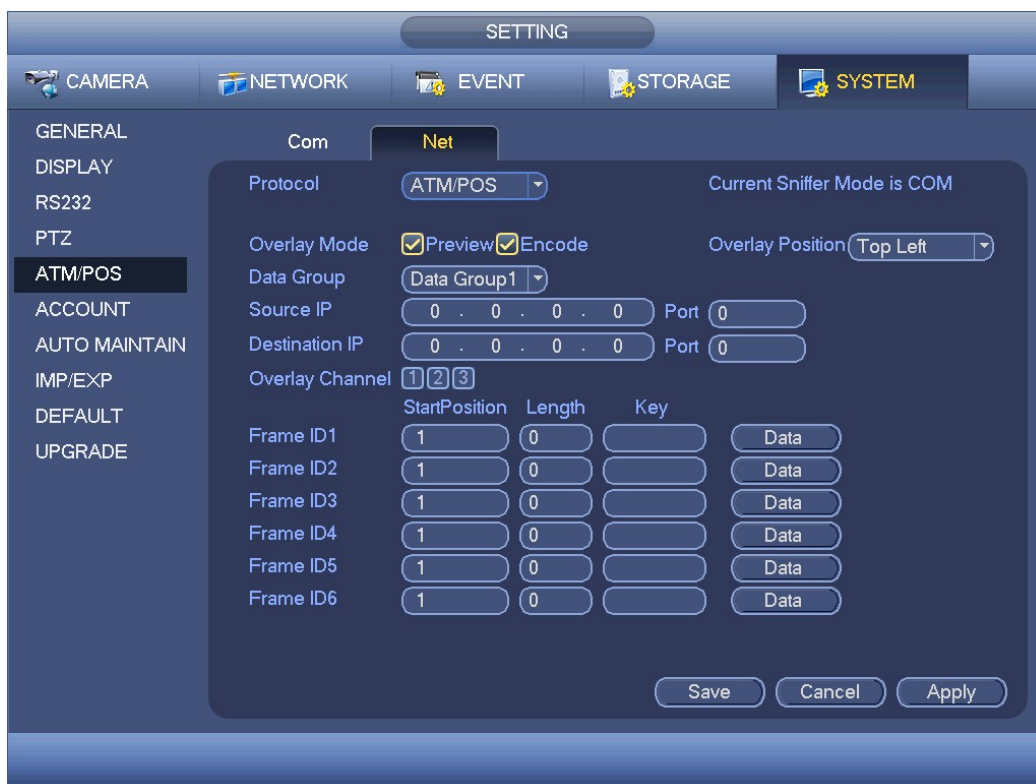 SETTING
CAMERA NETWORK EVENT STORAGE SYSTEM
GENERAL
DISPLAY
RS232
PTZ
ATM/POS
ACCOUNT
AUTO MAINTAIN
IMP/EXP
DEFAULT
UPGRADE
Com Net
Protocol ATM/POS Current Sniffer Mode is COM
Overlay Mode Preview Encode Overlay Position Top Left
Data Group Data Group1
Source IP 0 . 0 . 0 . 0 Port 0
Destination IP 0 . 0 . 0 . 0 Port 0
Overlay Channel 1 2 3
StartPosition Length Key
Frame ID1 1 0 Data
Frame ID2 1 0 Data
Frame ID3 1 0 Data
Frame ID4 1 0 Data
Frame ID5 1 0 Data
Frame ID6 1 0 Data
Save Cancel Apply